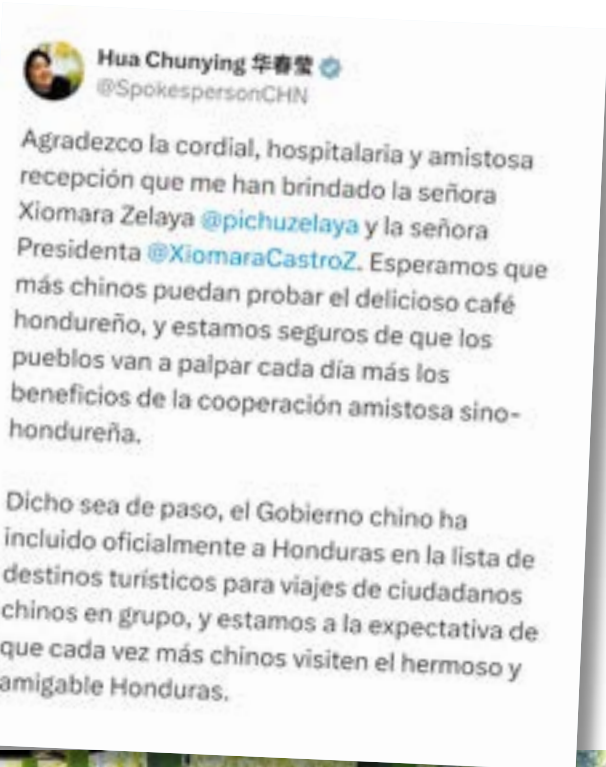 Hua Chunying 华春莹
@SpokespersonCHN
Agradezco la cordial, hospitalaria y amistosa
recepción que me han brindado la señora
Xiomara Zelaya @pichuzelaya y la señora
Presidenta @XiomaraCastroZ. Esperamos que
más chinos puedan probar el delicioso café
hondureño, y estamos seguros de que los
pueblos van a palpar cada día más los
beneficios de la cooperación amistosa sino-
hondureña.
Dicho sea de paso, el Gobierno chino ha
incluido oficialmente a Honduras en la lista de
destinos turísticos para viajes de ciudadanos
chinos en grupo, y estamos a la expectativa de
que cada vez más chinos visiten el hermoso y
amigable Honduras.